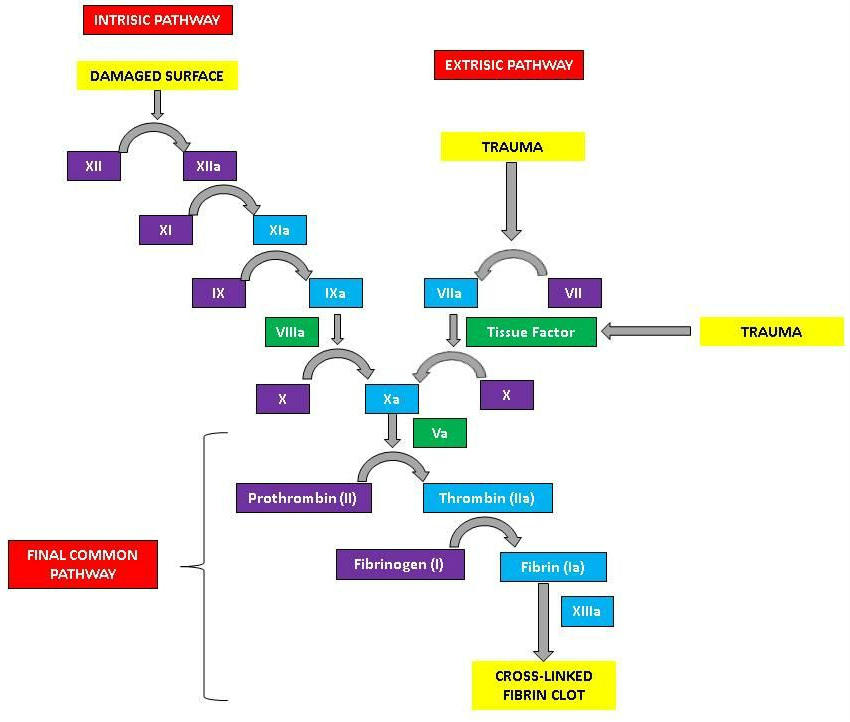 INTRISIC PATHWAY
DAMAGED SURFACE
EXTRISIC PATHWAY
TRAUMA
XII
XIIa
XI
XIa
IX
IXa
VIIa
VII
VIIIa
Tissue Factor
TRAUMA
X
Xa
X
Va
Prothrombin (II)
Thrombin (IIa)
FINAL COMMON
PATHWAY
Fibrinogen (I)
Fibrin (Ia)
XIIIa
CROSS-LINKED
FIBRIN CLOT